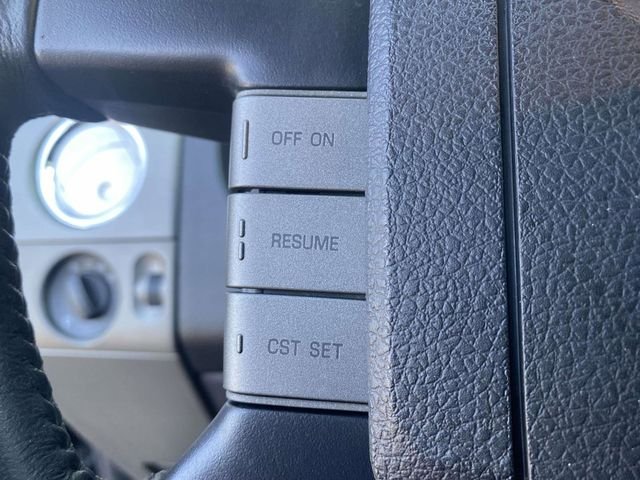 OFF ON
RESUME
CST SET